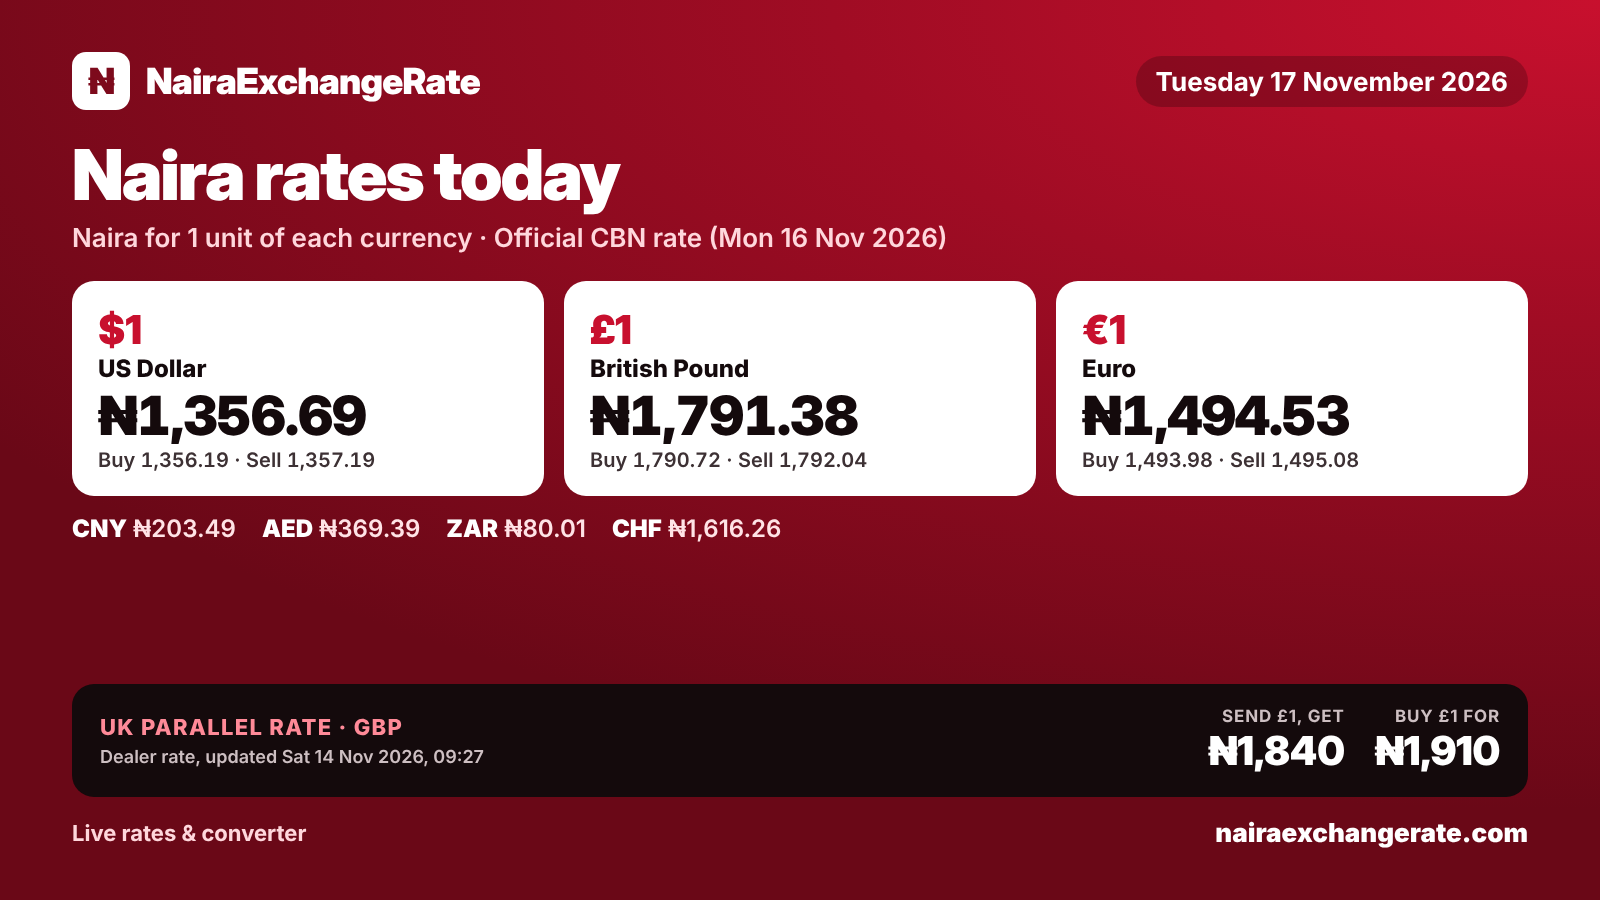 ₦ NairaExchangeRate
Tuesday 17 November 2026
Naira rates today
Naira for 1 unit of each currency · Official CBN rate (Mon 16 Nov 2026)
$1
US Dollar
₦1,356.69
Buy 1,356.19 · Sell 1,357.19
£1
British Pound
₦1,791.38
Buy 1,790.72 · Sell 1,792.04
€1
Euro
₦1,494.53
Buy 1,493.98 · Sell 1,495.08
CNY ₦203.49 AED ₦369.39 ZAR ₦80.01 CHF ₦1,616.26
UK PARALLEL RATE · GBP
Dealer rate, updated Sat 14 Nov 2026, 09:27
SEND £1, GET
₦1,840
BUY £1 FOR
₦1,910
Live rates & converter
nairaexchangerate.com